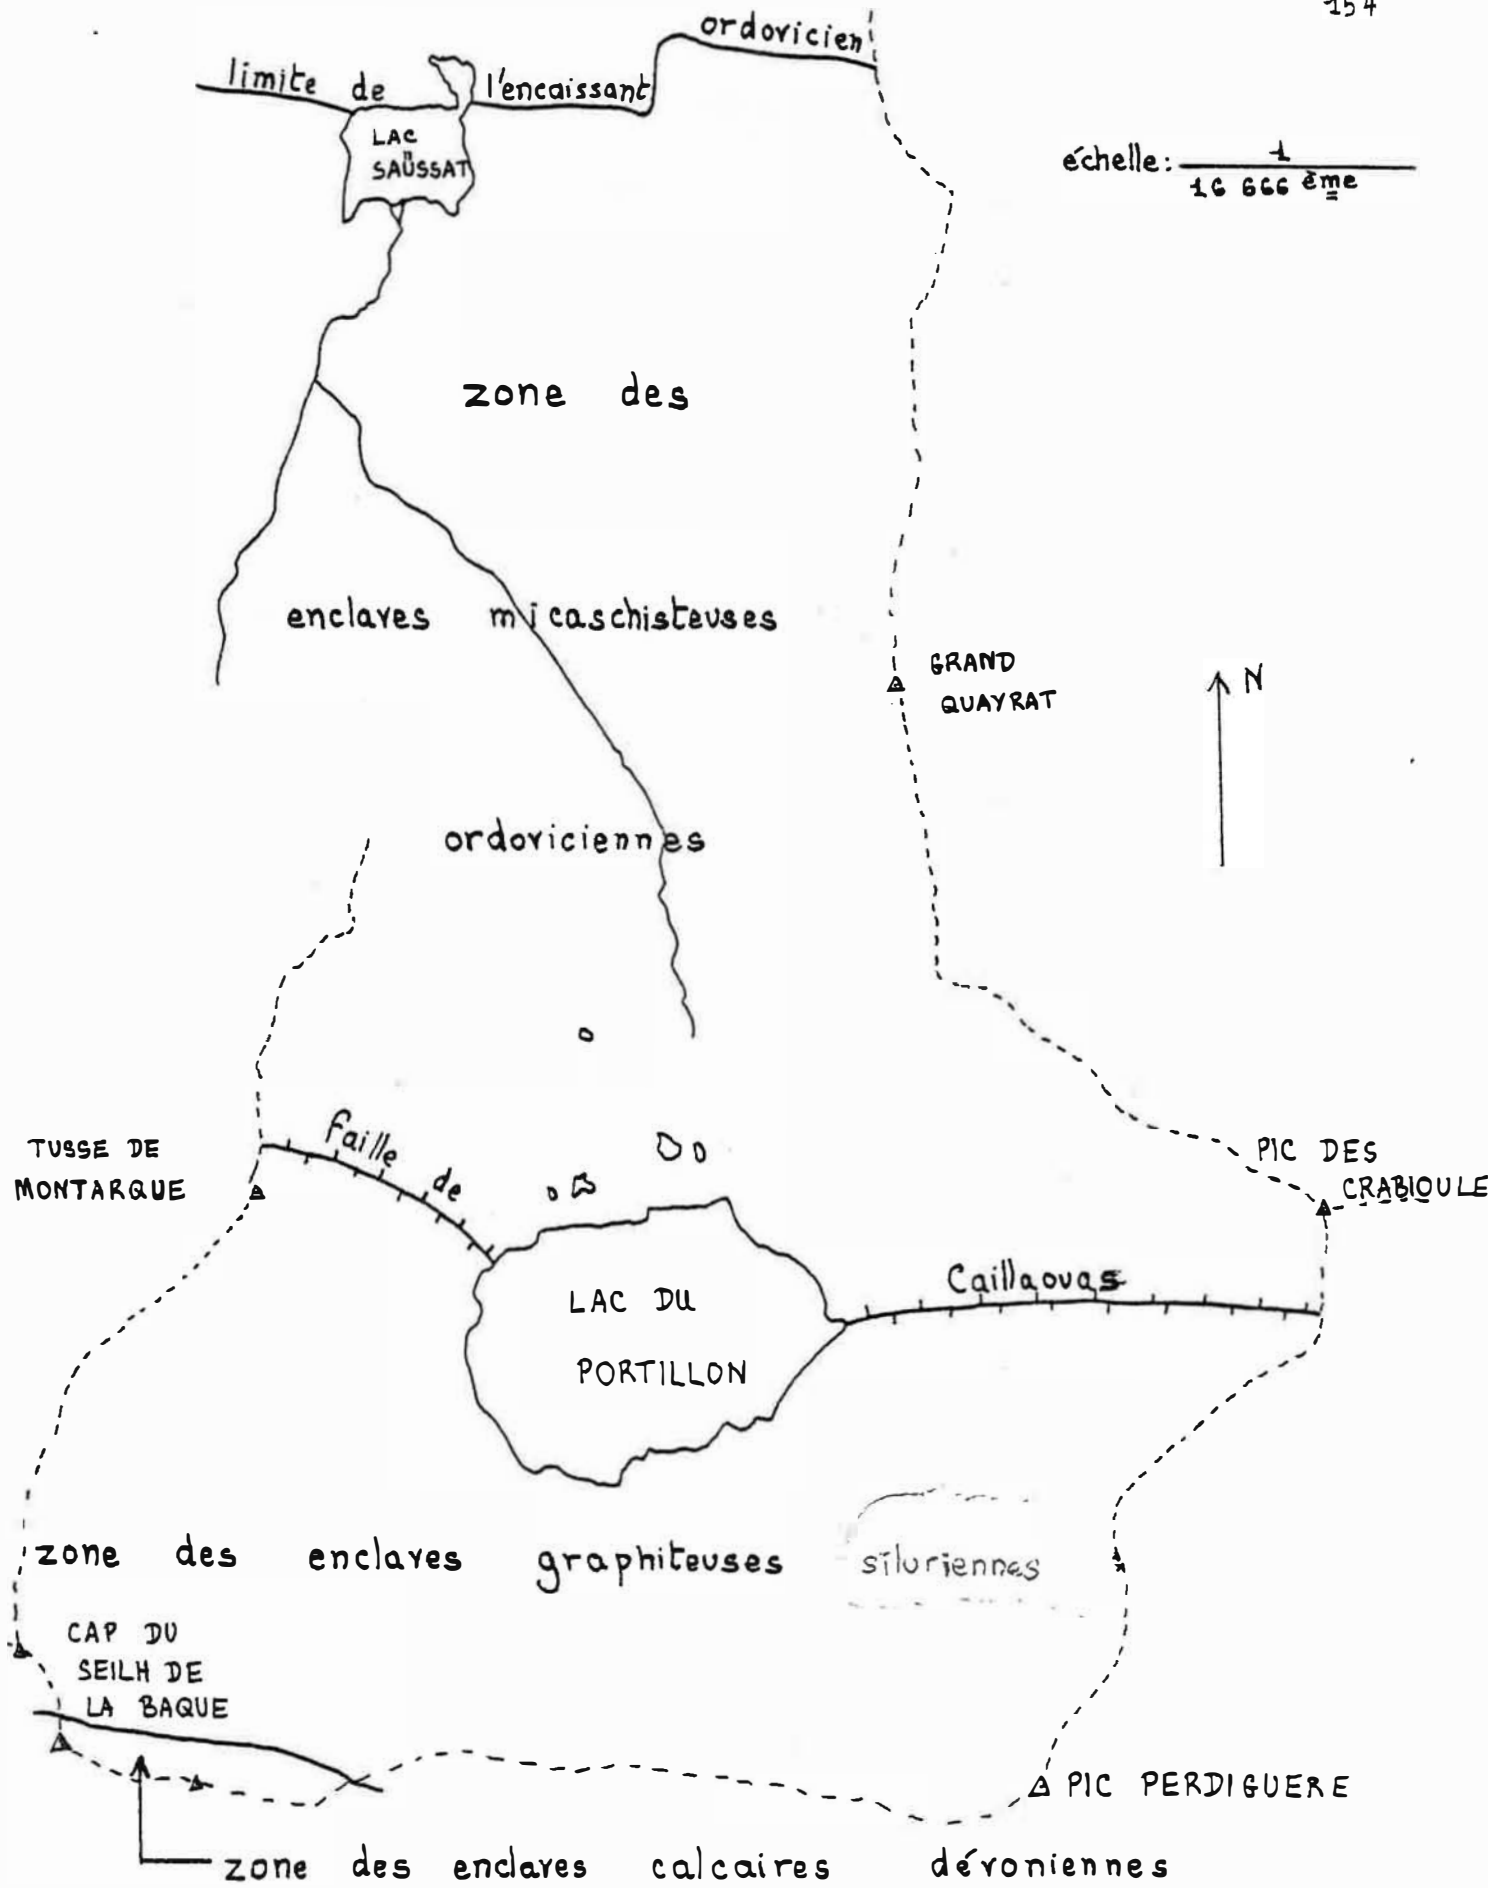 154
limite de l'encaissant ordovicien
LAC
SAÜSSAT
échelle: 1
16 666 ème
zone des
enclaves micaschisteuses
GRAND
QUAYRAT
N
ordoviciennes
faille de Caillaouas
TUSSE DE
MONTARQUE
PIC DES
CRABIOULE
LAC DU
PORTILLON
zone des enclaves graphiteuses siluriennes
CAP DU
SEILH DE
LA BAQUE
PIC PERDIGUERE
zone des enclaves calcaires dévoniennes